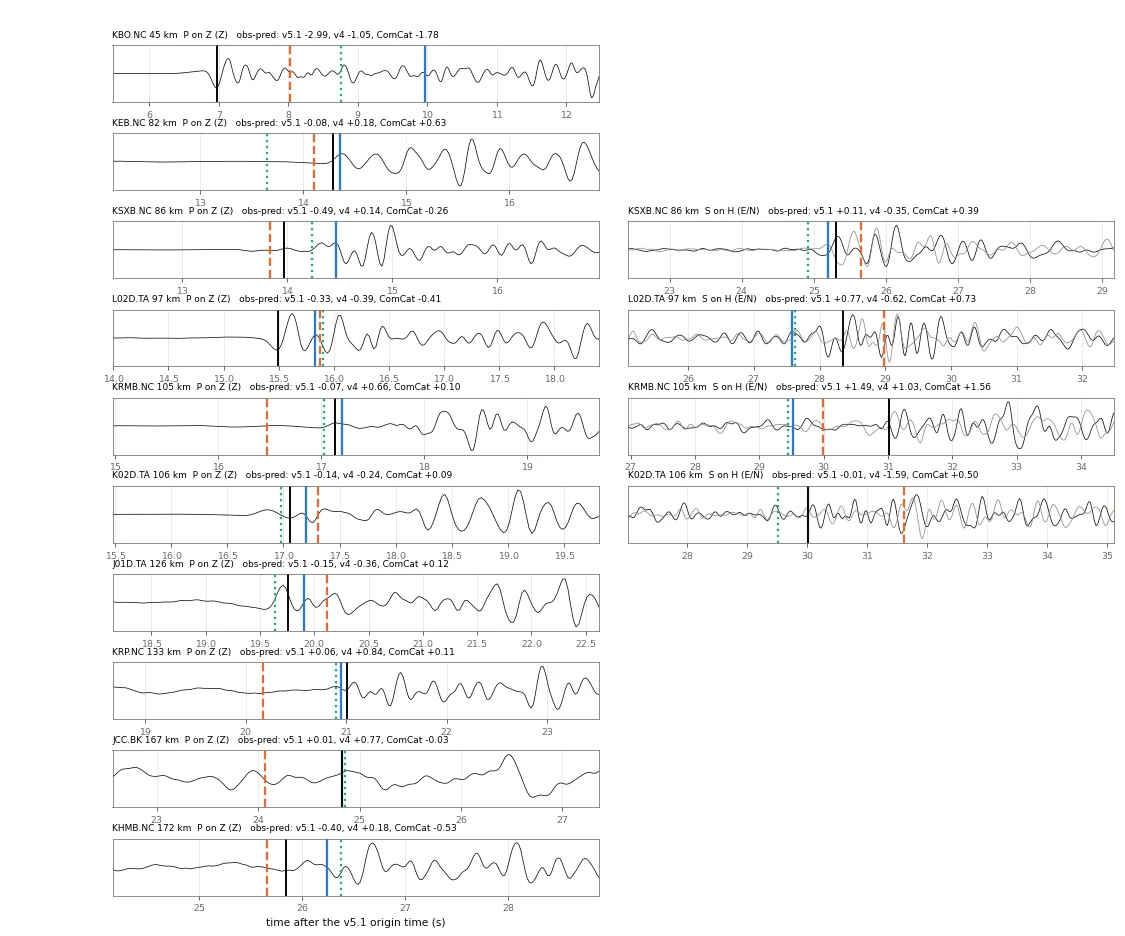 KBO.NC 45 km  P on Z (Z)   obs-pred: v5.1 -2.99, v4 -1.05, ComCat -1.78
6 7 8 9 10 11 12
KEB.NC 82 km  P on Z (Z)   obs-pred: v5.1 -0.08, v4 +0.18, ComCat +0.63
13 14 15 16
KSXB.NC 86 km  P on Z (Z)   obs-pred: v5.1 -0.49, v4 +0.14, ComCat -0.26
13 14 15 16
KSXB.NC 86 km  S on H (E/N)   obs-pred: v5.1 +0.11, v4 -0.35, ComCat +0.39
23 24 25 26 27 28 29
L02D.TA 97 km  P on Z (Z)   obs-pred: v5.1 -0.33, v4 -0.39, ComCat -0.41
14.0 14.5 15.0 15.5 16.0 16.5 17.0 17.5 18.0
L02D.TA 97 km  S on H (E/N)   obs-pred: v5.1 +0.77, v4 -0.62, ComCat +0.73
26 27 28 29 30 31 32
KRMB.NC 105 km  P on Z (Z)   obs-pred: v5.1 -0.07, v4 +0.66, ComCat +0.10
15 16 17 18 19
KRMB.NC 105 km  S on H (E/N)   obs-pred: v5.1 +1.49, v4 +1.03, ComCat +1.56
27 28 29 30 31 32 33 34
K02D.TA 106 km  P on Z (Z)   obs-pred: v5.1 -0.14, v4 -0.24, ComCat +0.09
15.5 16.0 16.5 17.0 17.5 18.0 18.5 19.0 19.5
K02D.TA 106 km  S on H (E/N)   obs-pred: v5.1 -0.01, v4 -1.59, ComCat +0.50
28 29 30 31 32 33 34 35
J01D.TA 126 km  P on Z (Z)   obs-pred: v5.1 -0.15, v4 -0.36, ComCat +0.12
18.5 19.0 19.5 20.0 20.5 21.0 21.5 22.0 22.5
KRP.NC 133 km  P on Z (Z)   obs-pred: v5.1 +0.06, v4 +0.84, ComCat +0.11
19 20 21 22 23
JCC.BK 167 km  P on Z (Z)   obs-pred: v5.1 +0.01, v4 +0.77, ComCat -0.03
23 24 25 26 27
KHMB.NC 172 km  P on Z (Z)   obs-pred: v5.1 -0.40, v4 +0.18, ComCat -0.53
25 26 27 28
time after the v5.1 origin time (s)